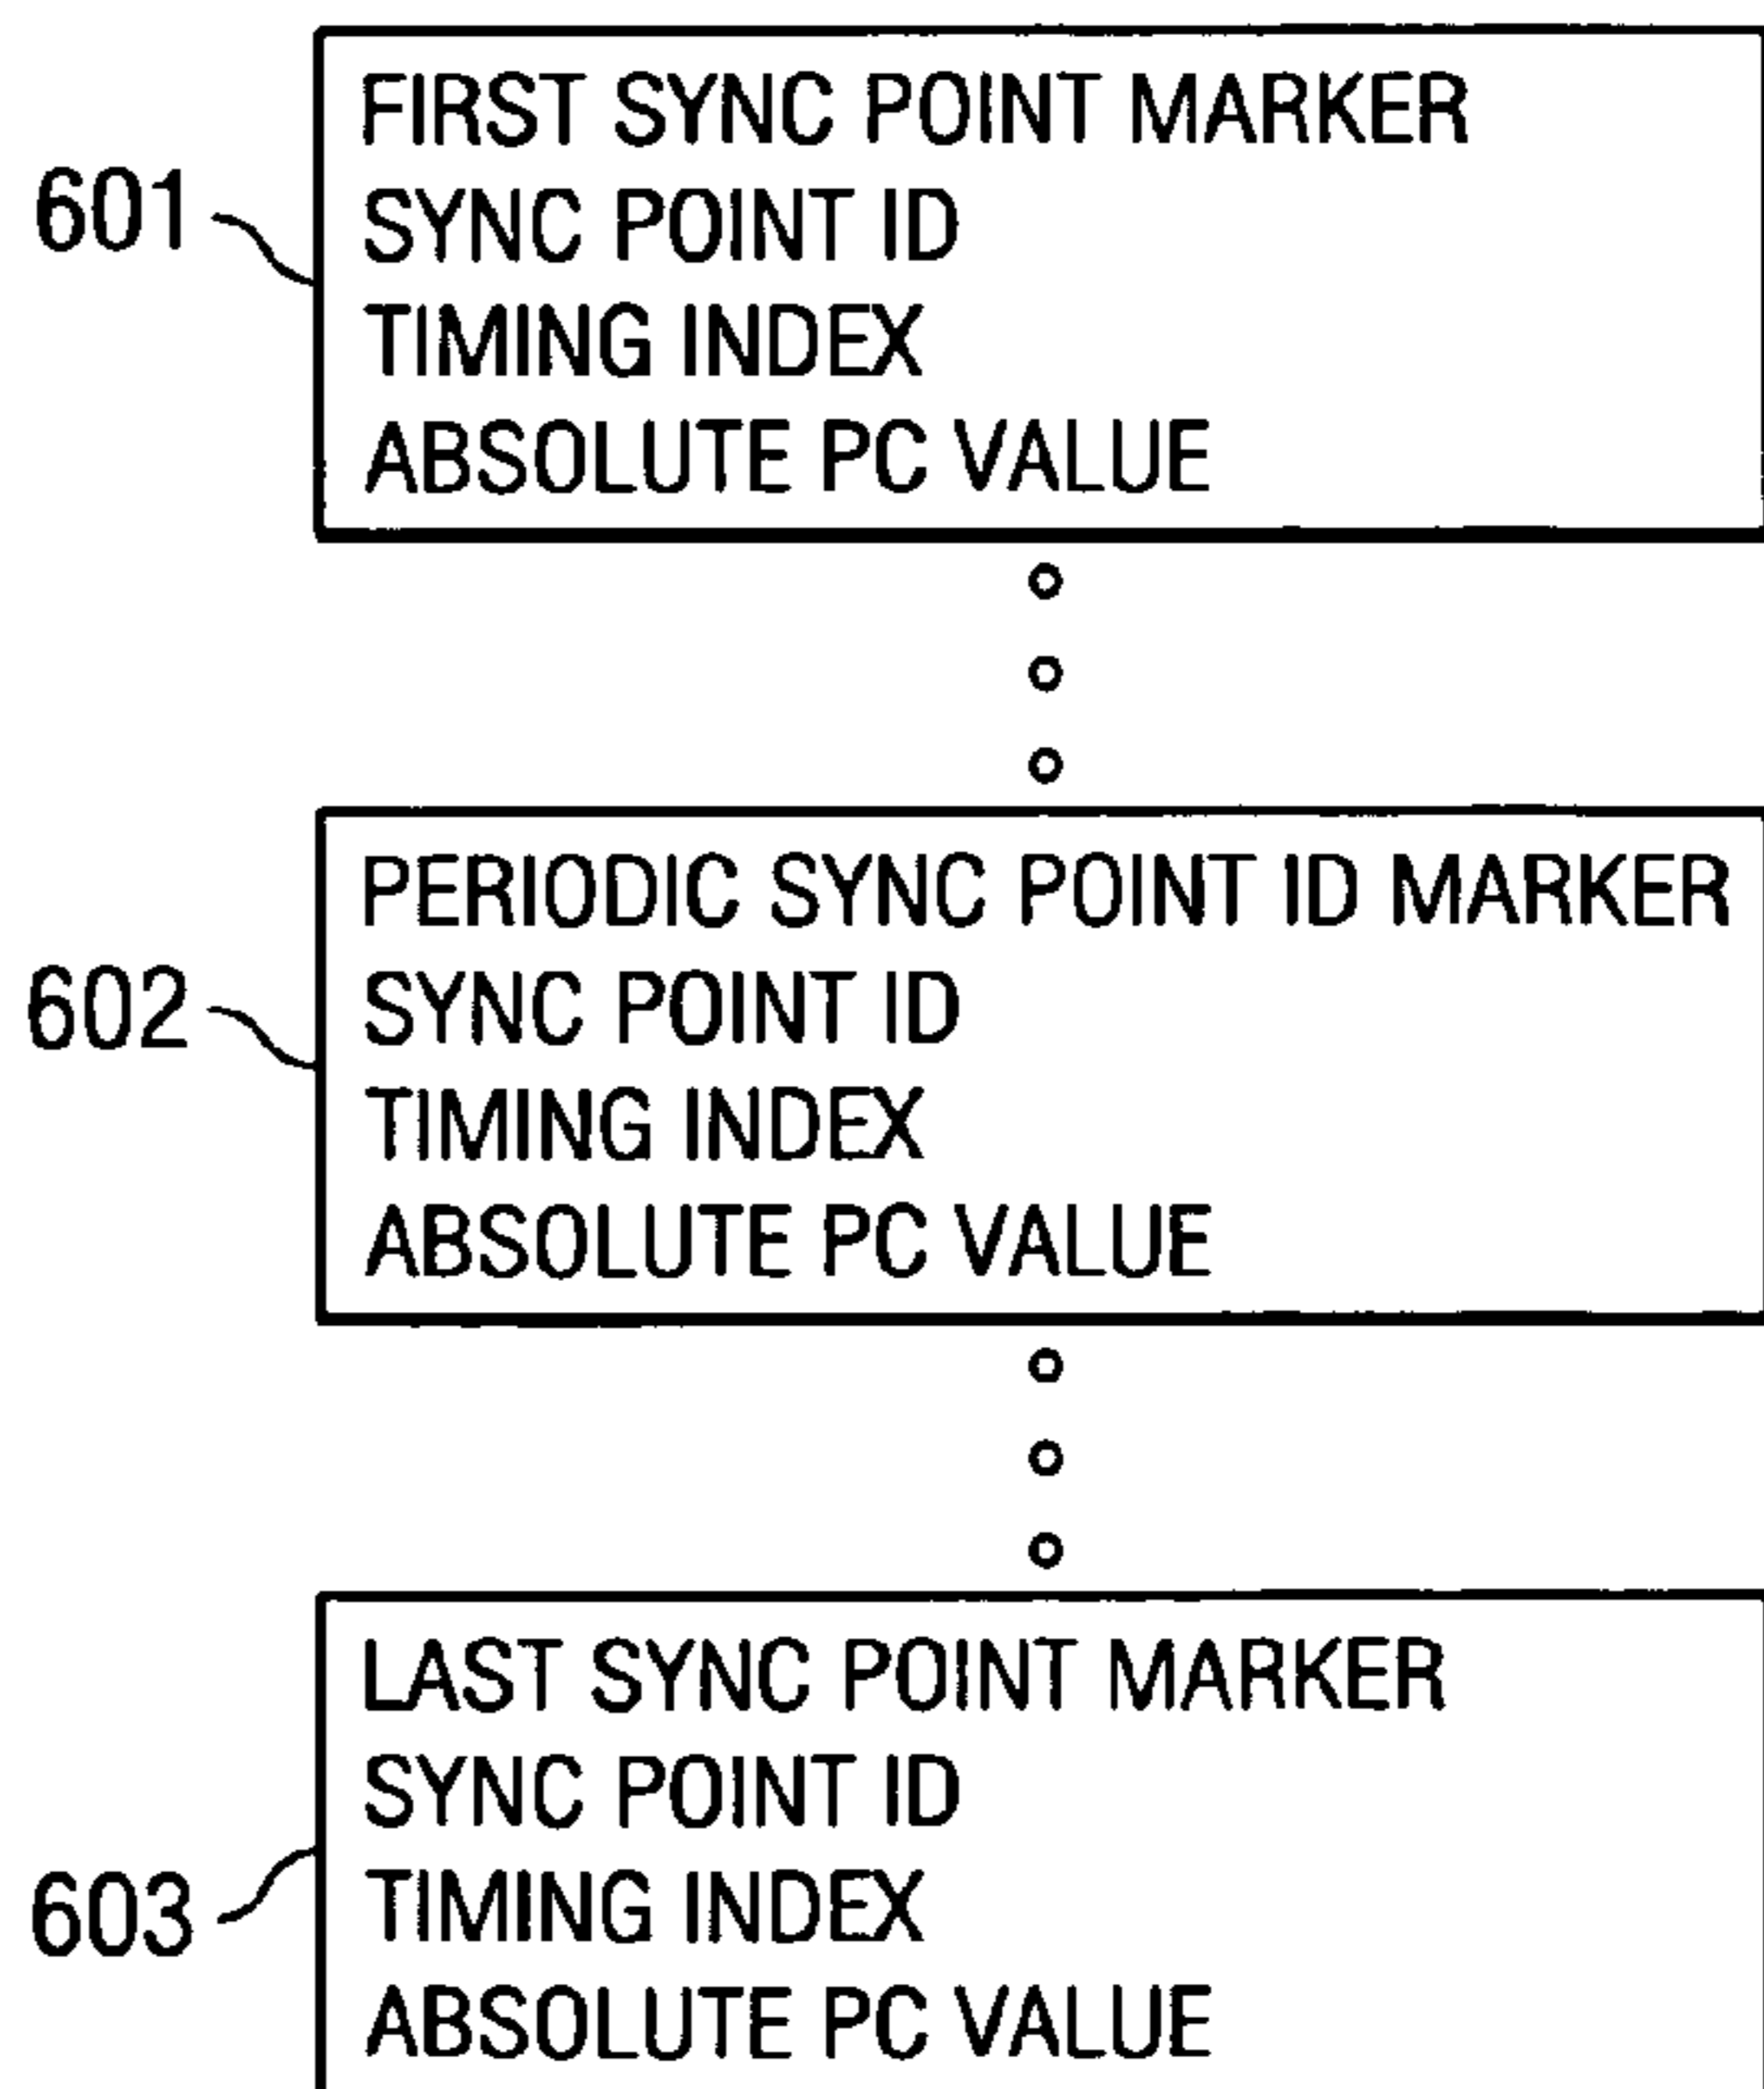 FIRST SYNC POINT MARKER
601
SYNC POINT ID
TIMING INDEX
ABSOLUTE PC VALUE
PERIODIC SYNC POINT ID MARKER
602
SYNC POINT ID
TIMING INDEX
ABSOLUTE PC VALUE
LAST SYNC POINT MARKER
SYNC POINT ID
603
TIMING INDEX
ABSOLUTE PC VALUE